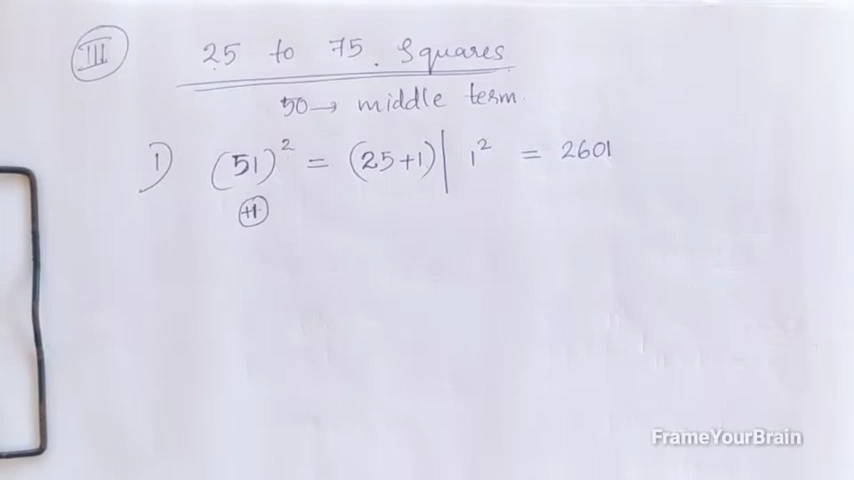 III
25 to 75. Squares
50 → middle term.
1) (51)² = (25+1) | 1² = 2601
+1
FrameYourBrain